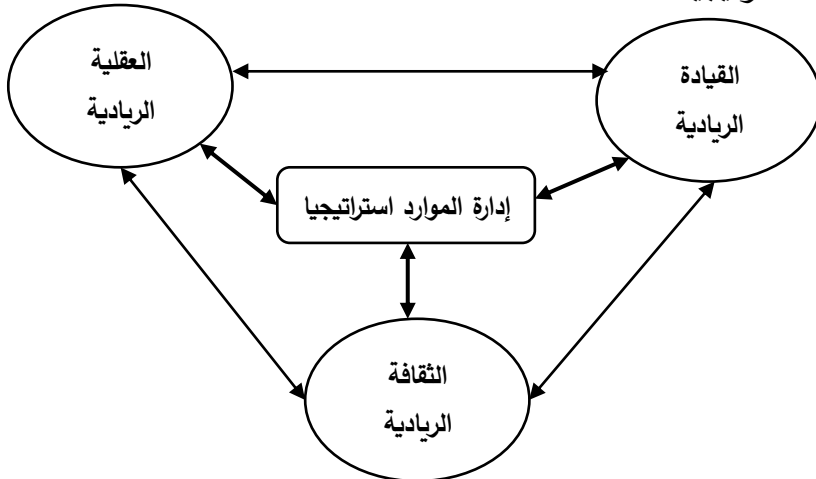 القيادة
الريادية
العقلية
الريادية
إدارة الموارد استراتيجيا
الثقافة
الريادية